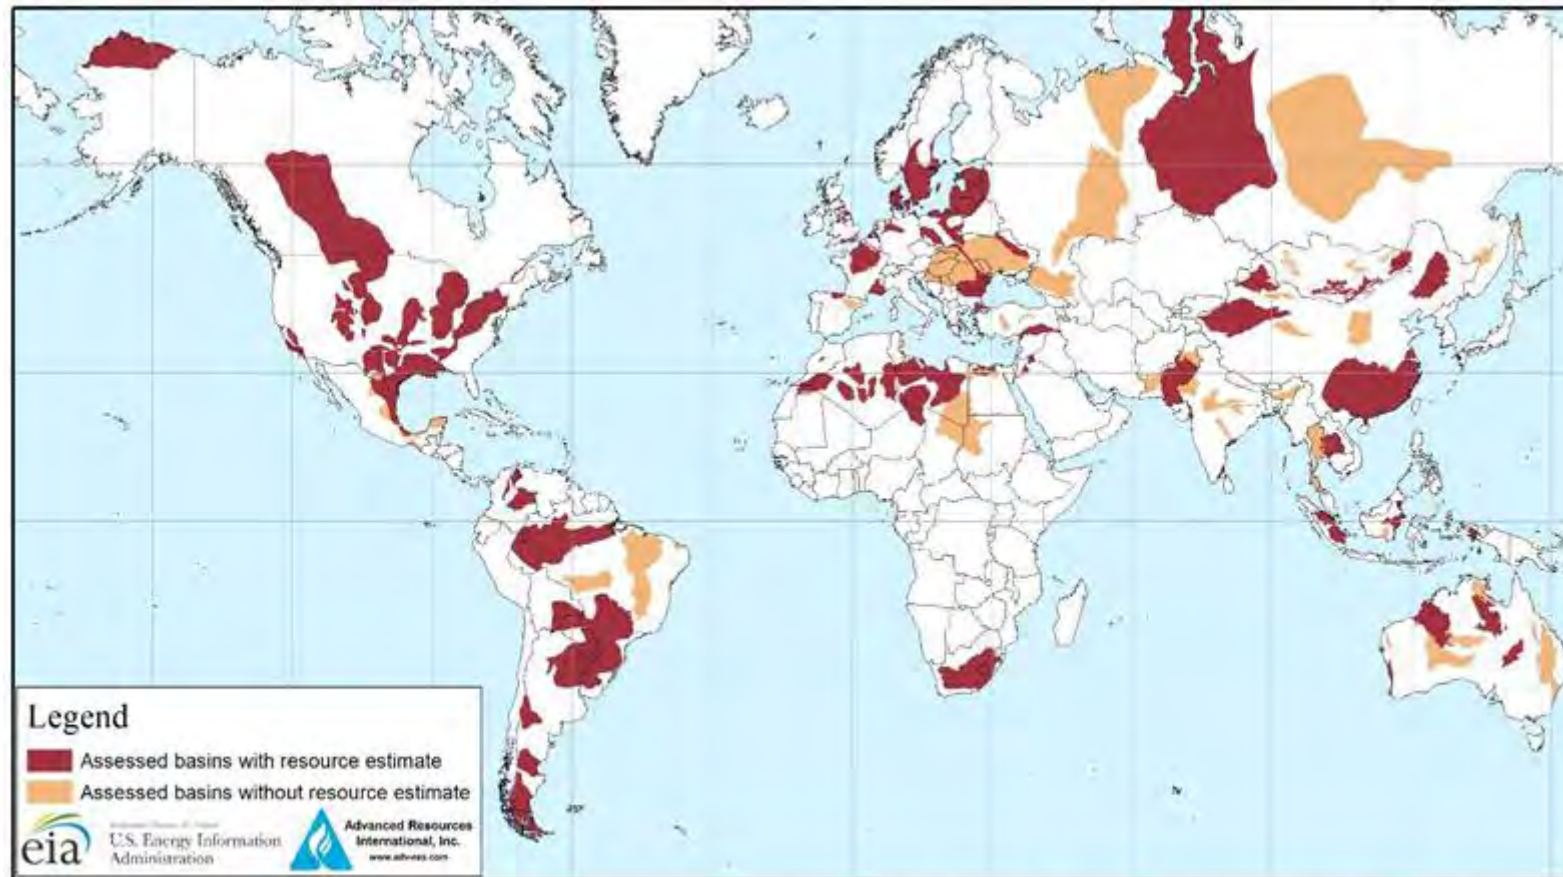 Legend
Assessed basins with resource estimate
Assessed basins without resource estimate
eia
U.S. Energy Information
Administration
Advanced Resources
International, Inc.
www.adv-res.com